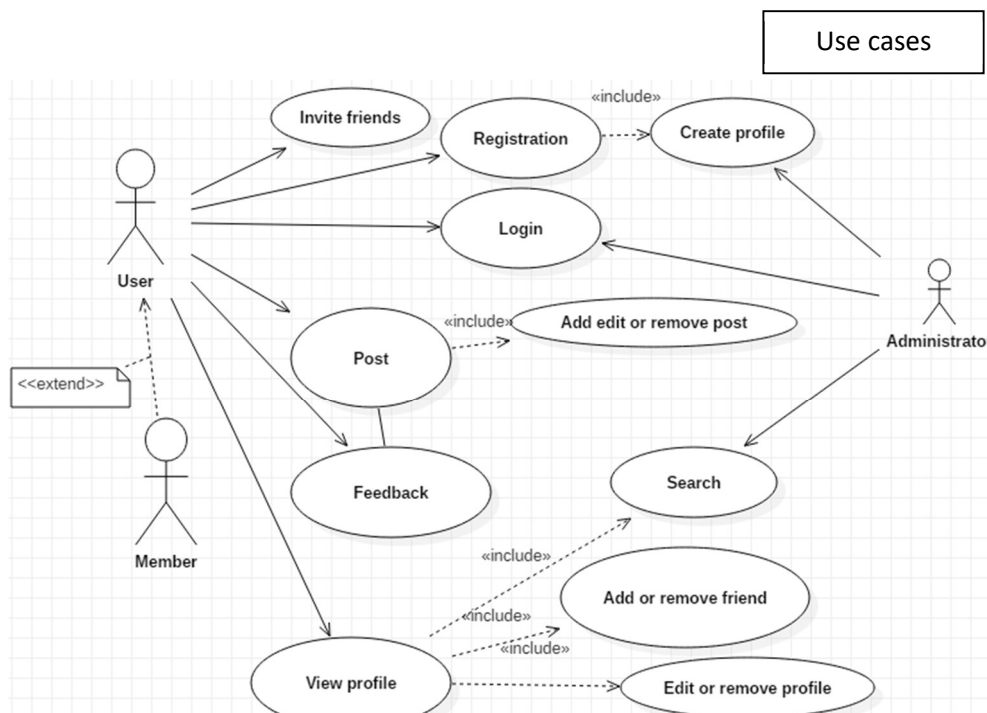 Use cases
«include»
Invite friends
Registration
Create profile
Login
User
«include»
Add edit or remove post
Administrato
Post
<<extend>>
Search
Feedback
«include»
Member
Add or remove friend
«include»
«include»
View profile
Edit or remove profile